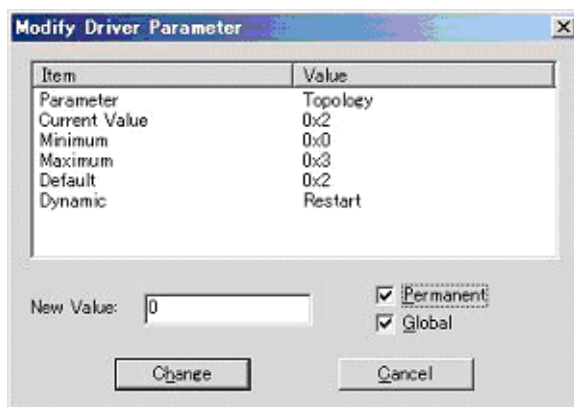 Modify Driver Parameter
Item Value
Parameter Topology
Current Value 0x2
Minimum 0x0
Maximum 0x3
Default 0x2
Dynamic Restart
New Value: 0
Permanent
Global
Change Cancel